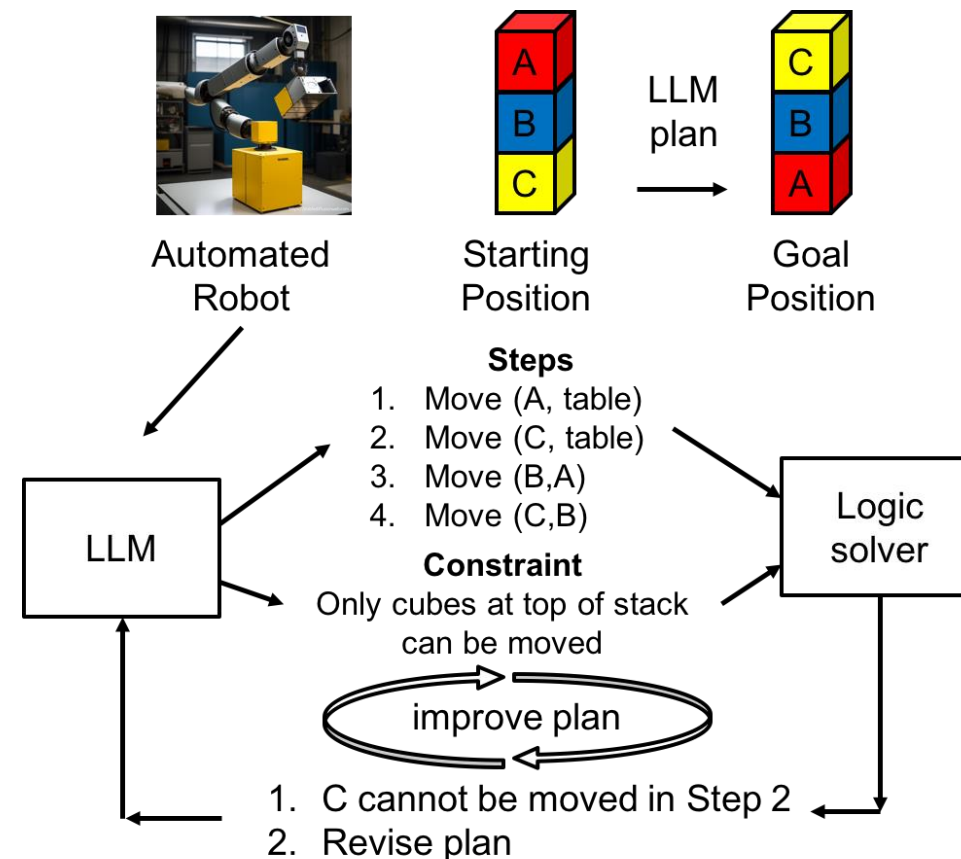 A
B
C
LLM
plan
C
B
A
Automated
Robot
Starting
Position
Goal
Position
Steps
1. Move (A, table)
2. Move (C, table)
3. Move (B,A)
4. Move (C,B)
LLM
Logic
solver
Constraint
Only cubes at top of stack
can be moved
improve plan
1. C cannot be moved in Step 2
2. Revise plan